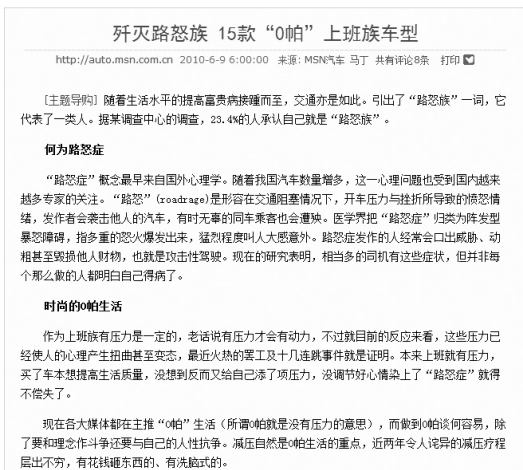 歼灭路怒族 15款“0帕”上班族车型
http://auto.msn.com.cn 2010-6-9 6:00:00 来源: MSN汽车 马丁 共有评论8条 打印
[主题导购] 随着生活水平的提高富贵病接踵而至，交通亦是如此。引出了“路怒族”一词，它
代表了一类人。据某调查中心的调查，23.4%的人承认自己就是“路怒族”。
何为路怒症
“路怒症”概念最早来自国外心理学。随着我国汽车数量增多，这一心理问题也受到国内越来
越多专家的关注。“路怒”(roadrage)是形容在交通阻塞情况下，开车压力与挫折所导致的愤怒情
绪，发作者会袭击他人的汽车，有时无辜的同车乘客也会遭殃。医学界把“路怒症”归类为阵发型
暴怒障碍，指多重的怒火爆发出来，猛烈程度叫人大感意外。路怒症发作的人经常会口出威胁、动
粗甚至毁损他人财物，也就是攻击性驾驶。现在的研究表明，相当多的司机有这些症状，但并非每
个那么做的人都明白自己得病了。
时尚的0帕生活
作为上班族有压力是一定的，老话说有压力才会有动力，不过就目前的反应来看，这些压力已
经使人的心理产生扭曲甚至变态，最近火热的罢工及十几连跳事件就是证明。本来上班就有压力，
买了车本想提高生活质量，没想到反而又给自己添了项压力，没调节好心情染上了“路怒症”就得
不偿失了。
现在各大媒体都在主推“0帕”生活（所谓0帕就是没有压力的意思），而做到0帕谈何容易，除
了要和理念作斗争还要与自己的人性抗争。减压自然是0帕生活的重点，近两年令人诧异的减压疗程
层出不穷，有花钱砸东西的、有洗脑式的。